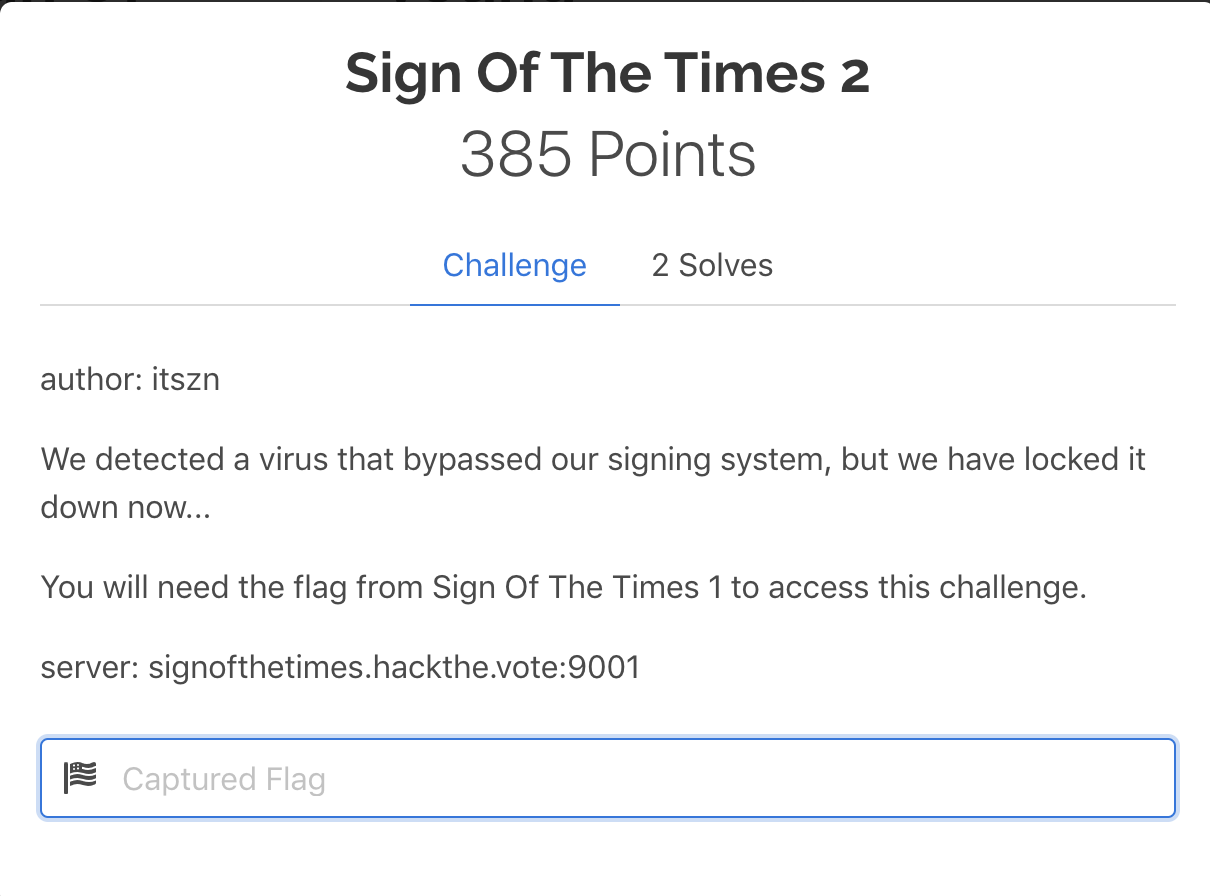 Sign Of The Times 2
385 Points
Challenge 2 Solves
author: itszn
We detected a virus that bypassed our signing system, but we have locked it
down now...
You will need the flag from Sign Of The Times 1 to access this challenge.
server: signofthetimes.hackthe.vote:9001
Captured Flag